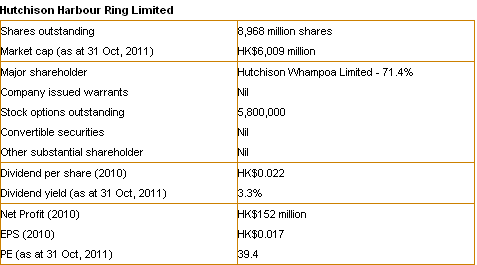 Hutchison Harbour Ring Limited
Shares outstanding 8,968 million shares
Market cap (as at 31 Oct, 2011) HK$6,009 million
Major shareholder Hutchison Whampoa Limited - 71.4%
Company issued warrants Nil
Stock options outstanding 5,800,000
Convertible securities Nil
Other substantial shareholder Nil
Dividend per share (2010) HK$0.022
Dividend yield (as at 31 Oct, 2011) 3.3%
Net Profit (2010) HK$152 million
EPS (2010) HK$0.017
PE (as at 31 Oct, 2011) 39.4